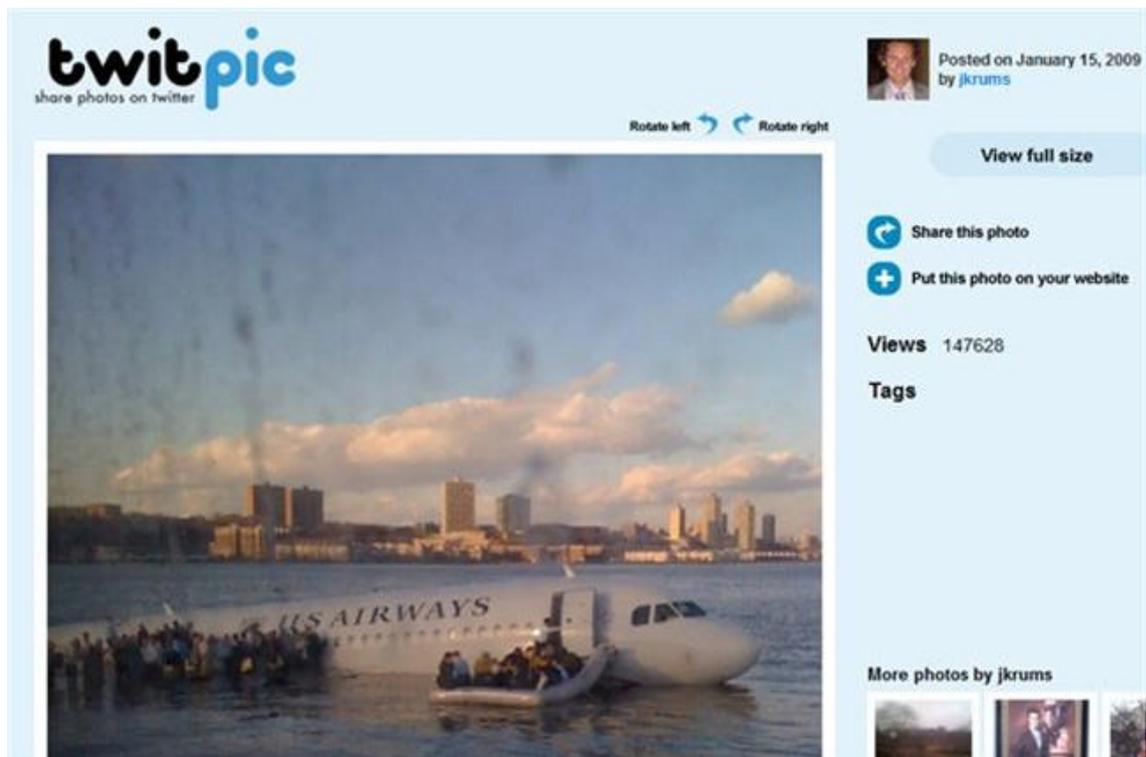 twitpic
share photos on twitter
Rotate left
Rotate right
US AIRWAYS
Posted on January 15, 2009
by jkrums
View full size
Share this photo
Put this photo on your website
Views 147628
Tags
More photos by jkrums